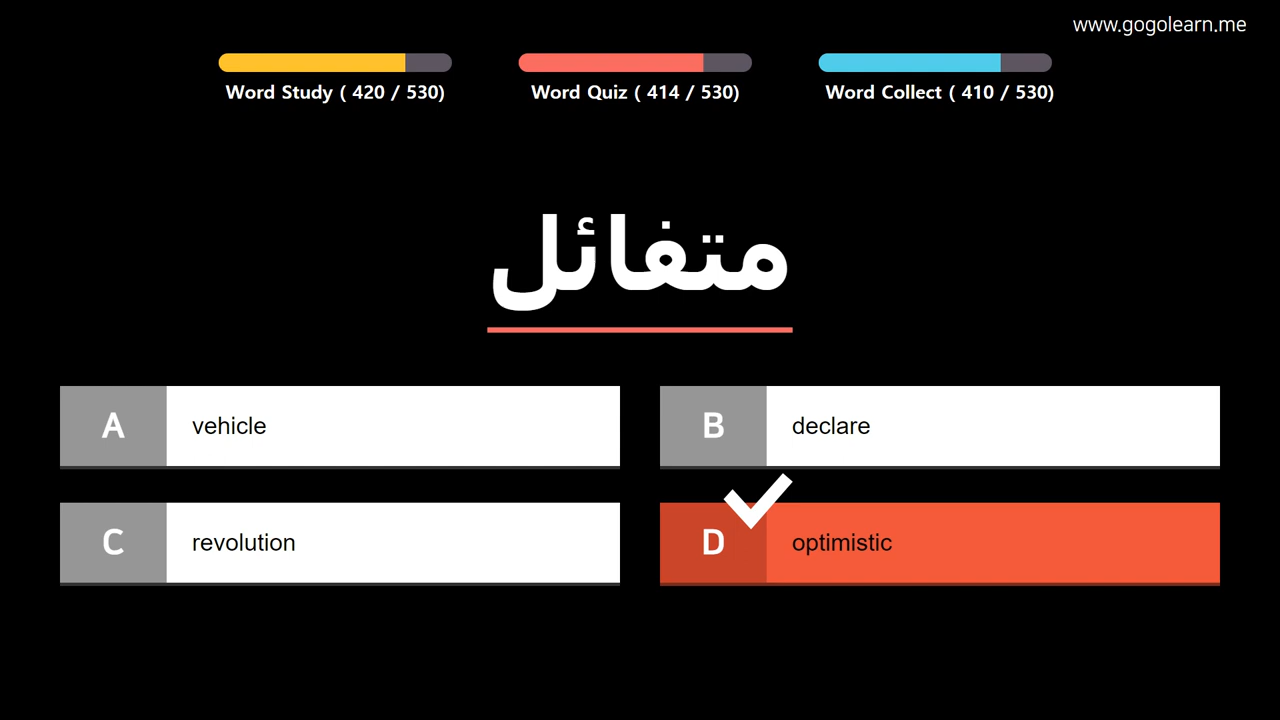 www.gogolearn.me
Word Study ( 420 / 530)
Word Quiz ( 414 / 530)
Word Collect ( 410 / 530)
متفائل
A vehicle
B declare
C revolution
D optimistic